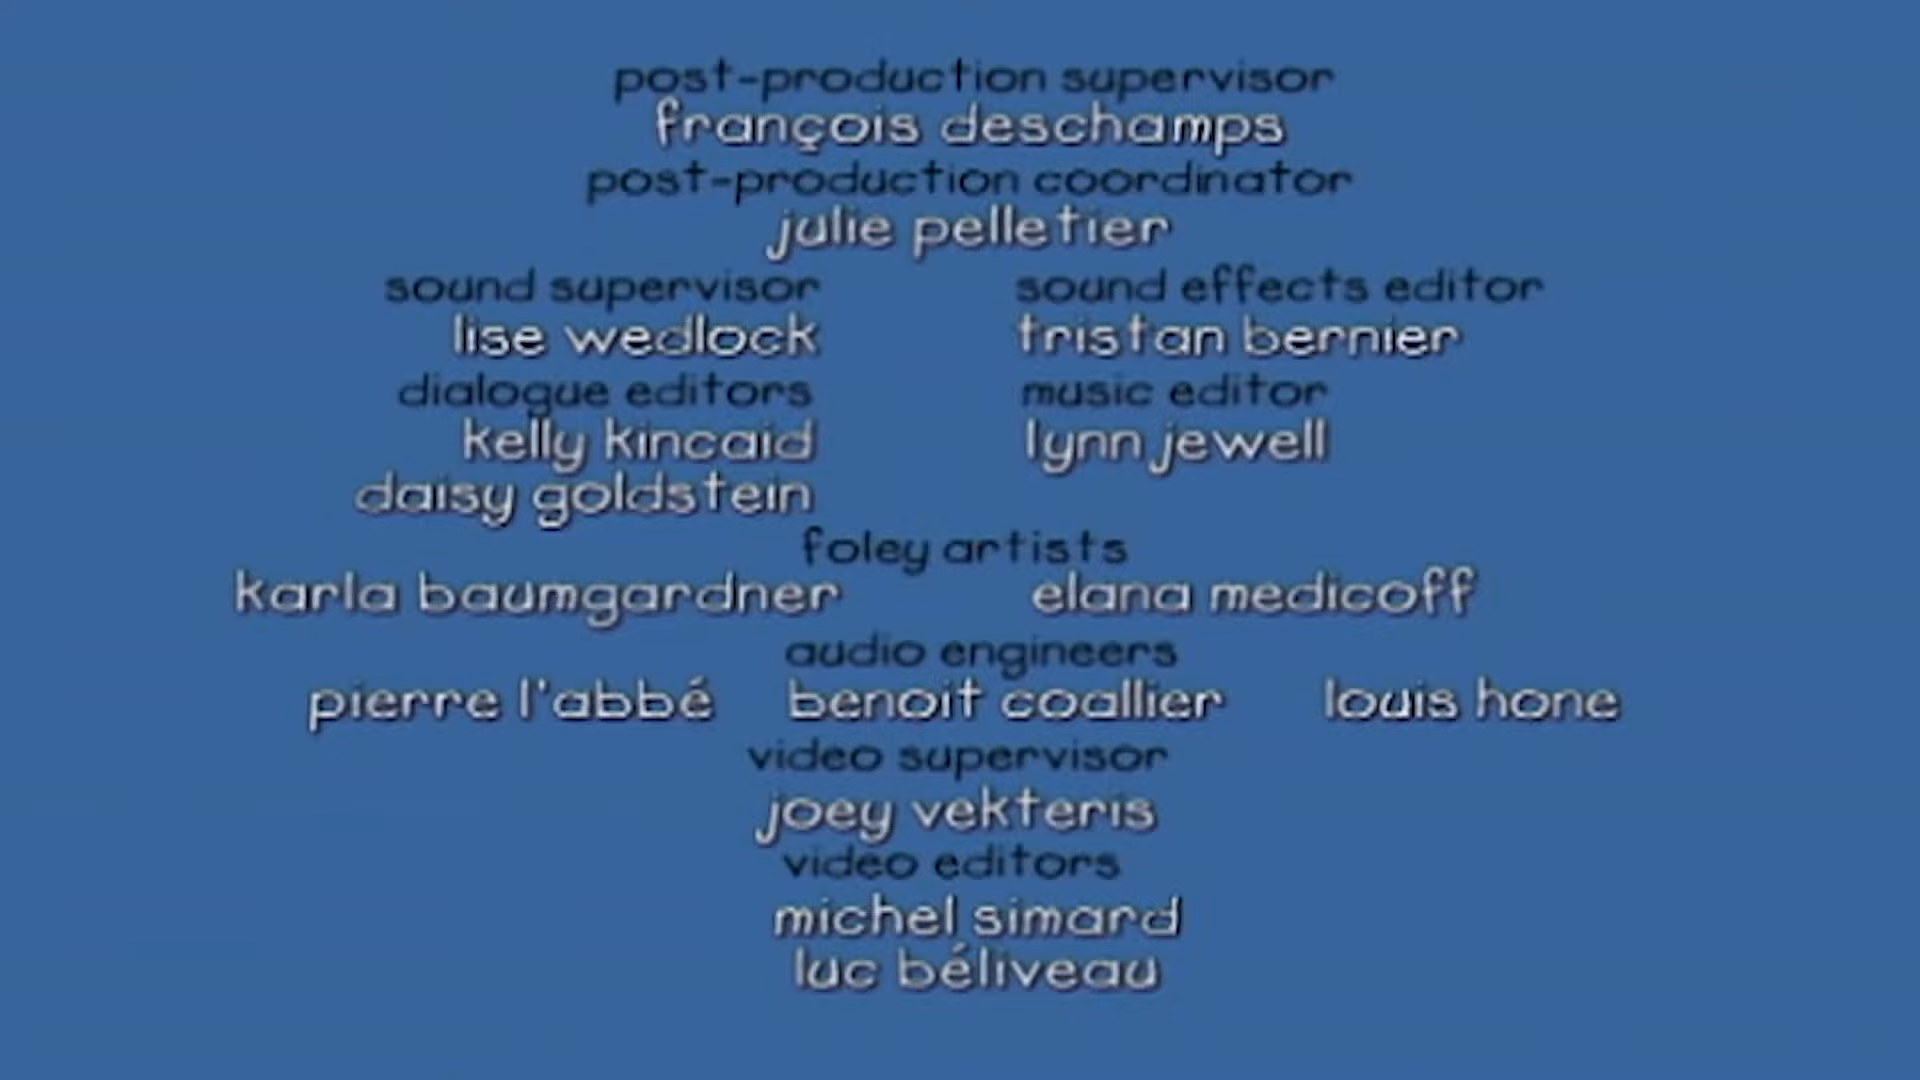 post-production supervisor
françois deschamps
post-production coordinator
julie pelletier
sound supervisor
lise wedlock
sound effects editor
tristan bernier
dialogue editors
kelly kincaid
daisy goldstein
music editor
lynn jewell
foley artists
karla baumgardner elana medicoff
audio engineers
pierre l'abbé benoit coallier louis hone
video supervisor
joey vekteris
video editors
michel simard
luc béliveau